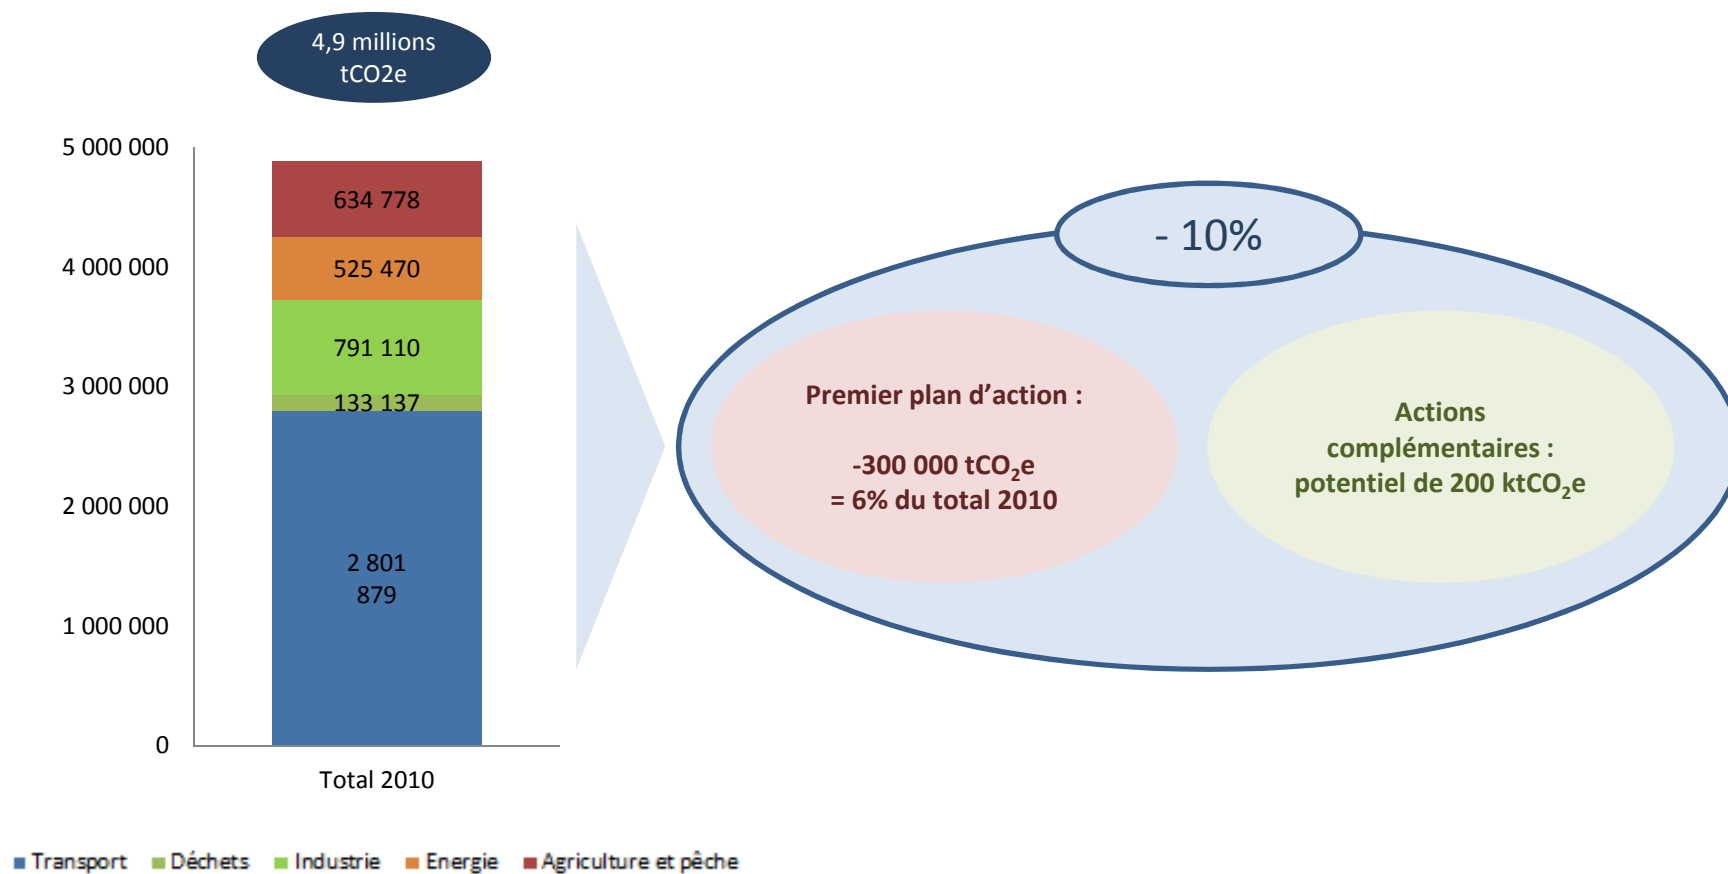 4,9 millions
tCO2e
5 000 000
4 000 000
3 000 000
2 000 000
1 000 000
0
634 778
525 470
791 110
133 137
2 801
879
Total 2010
Transport Déchets Industrie Energie Agriculture et pêche
- 10%
Premier plan d’action :
-300 000 tCO₂e
= 6% du total 2010
Actions
complémentaires :
potentiel de 200 ktCO₂e